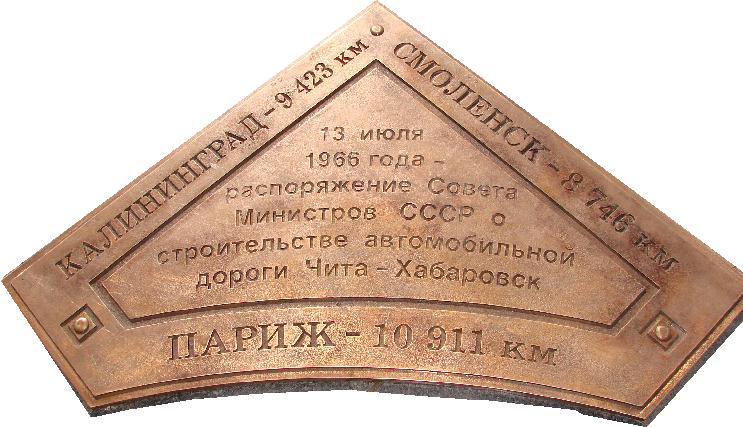 КАЛИНИНГРАД - 9 423 км
СМОЛЕНСК - 8 746 км
13 июля
1966 года -
распоряжение Совета
Министров СССР о
строительстве автомобильной
дороги Чита - Хабаровск
ПАРИЖ - 10 911 км